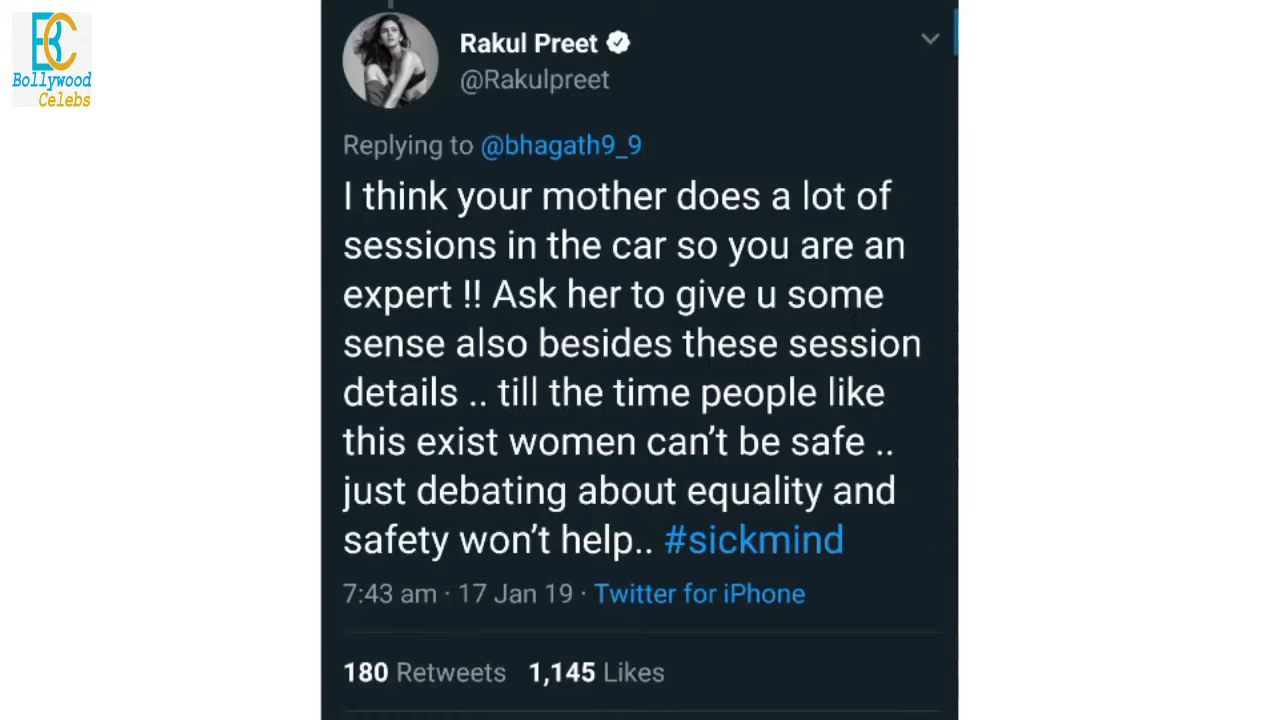 BC
Bollywood
Celebs
Rakul Preet
@Rakulpreet
Replying to @bhagath9_9
I think your mother does a lot of
sessions in the car so you are an
expert !! Ask her to give u some
sense also besides these session
details .. till the time people like
this exist women can’t be safe ..
just debating about equality and
safety won’t help.. #sickmind
7:43 am · 17 Jan 19 · Twitter for iPhone
180 Retweets 1,145 Likes